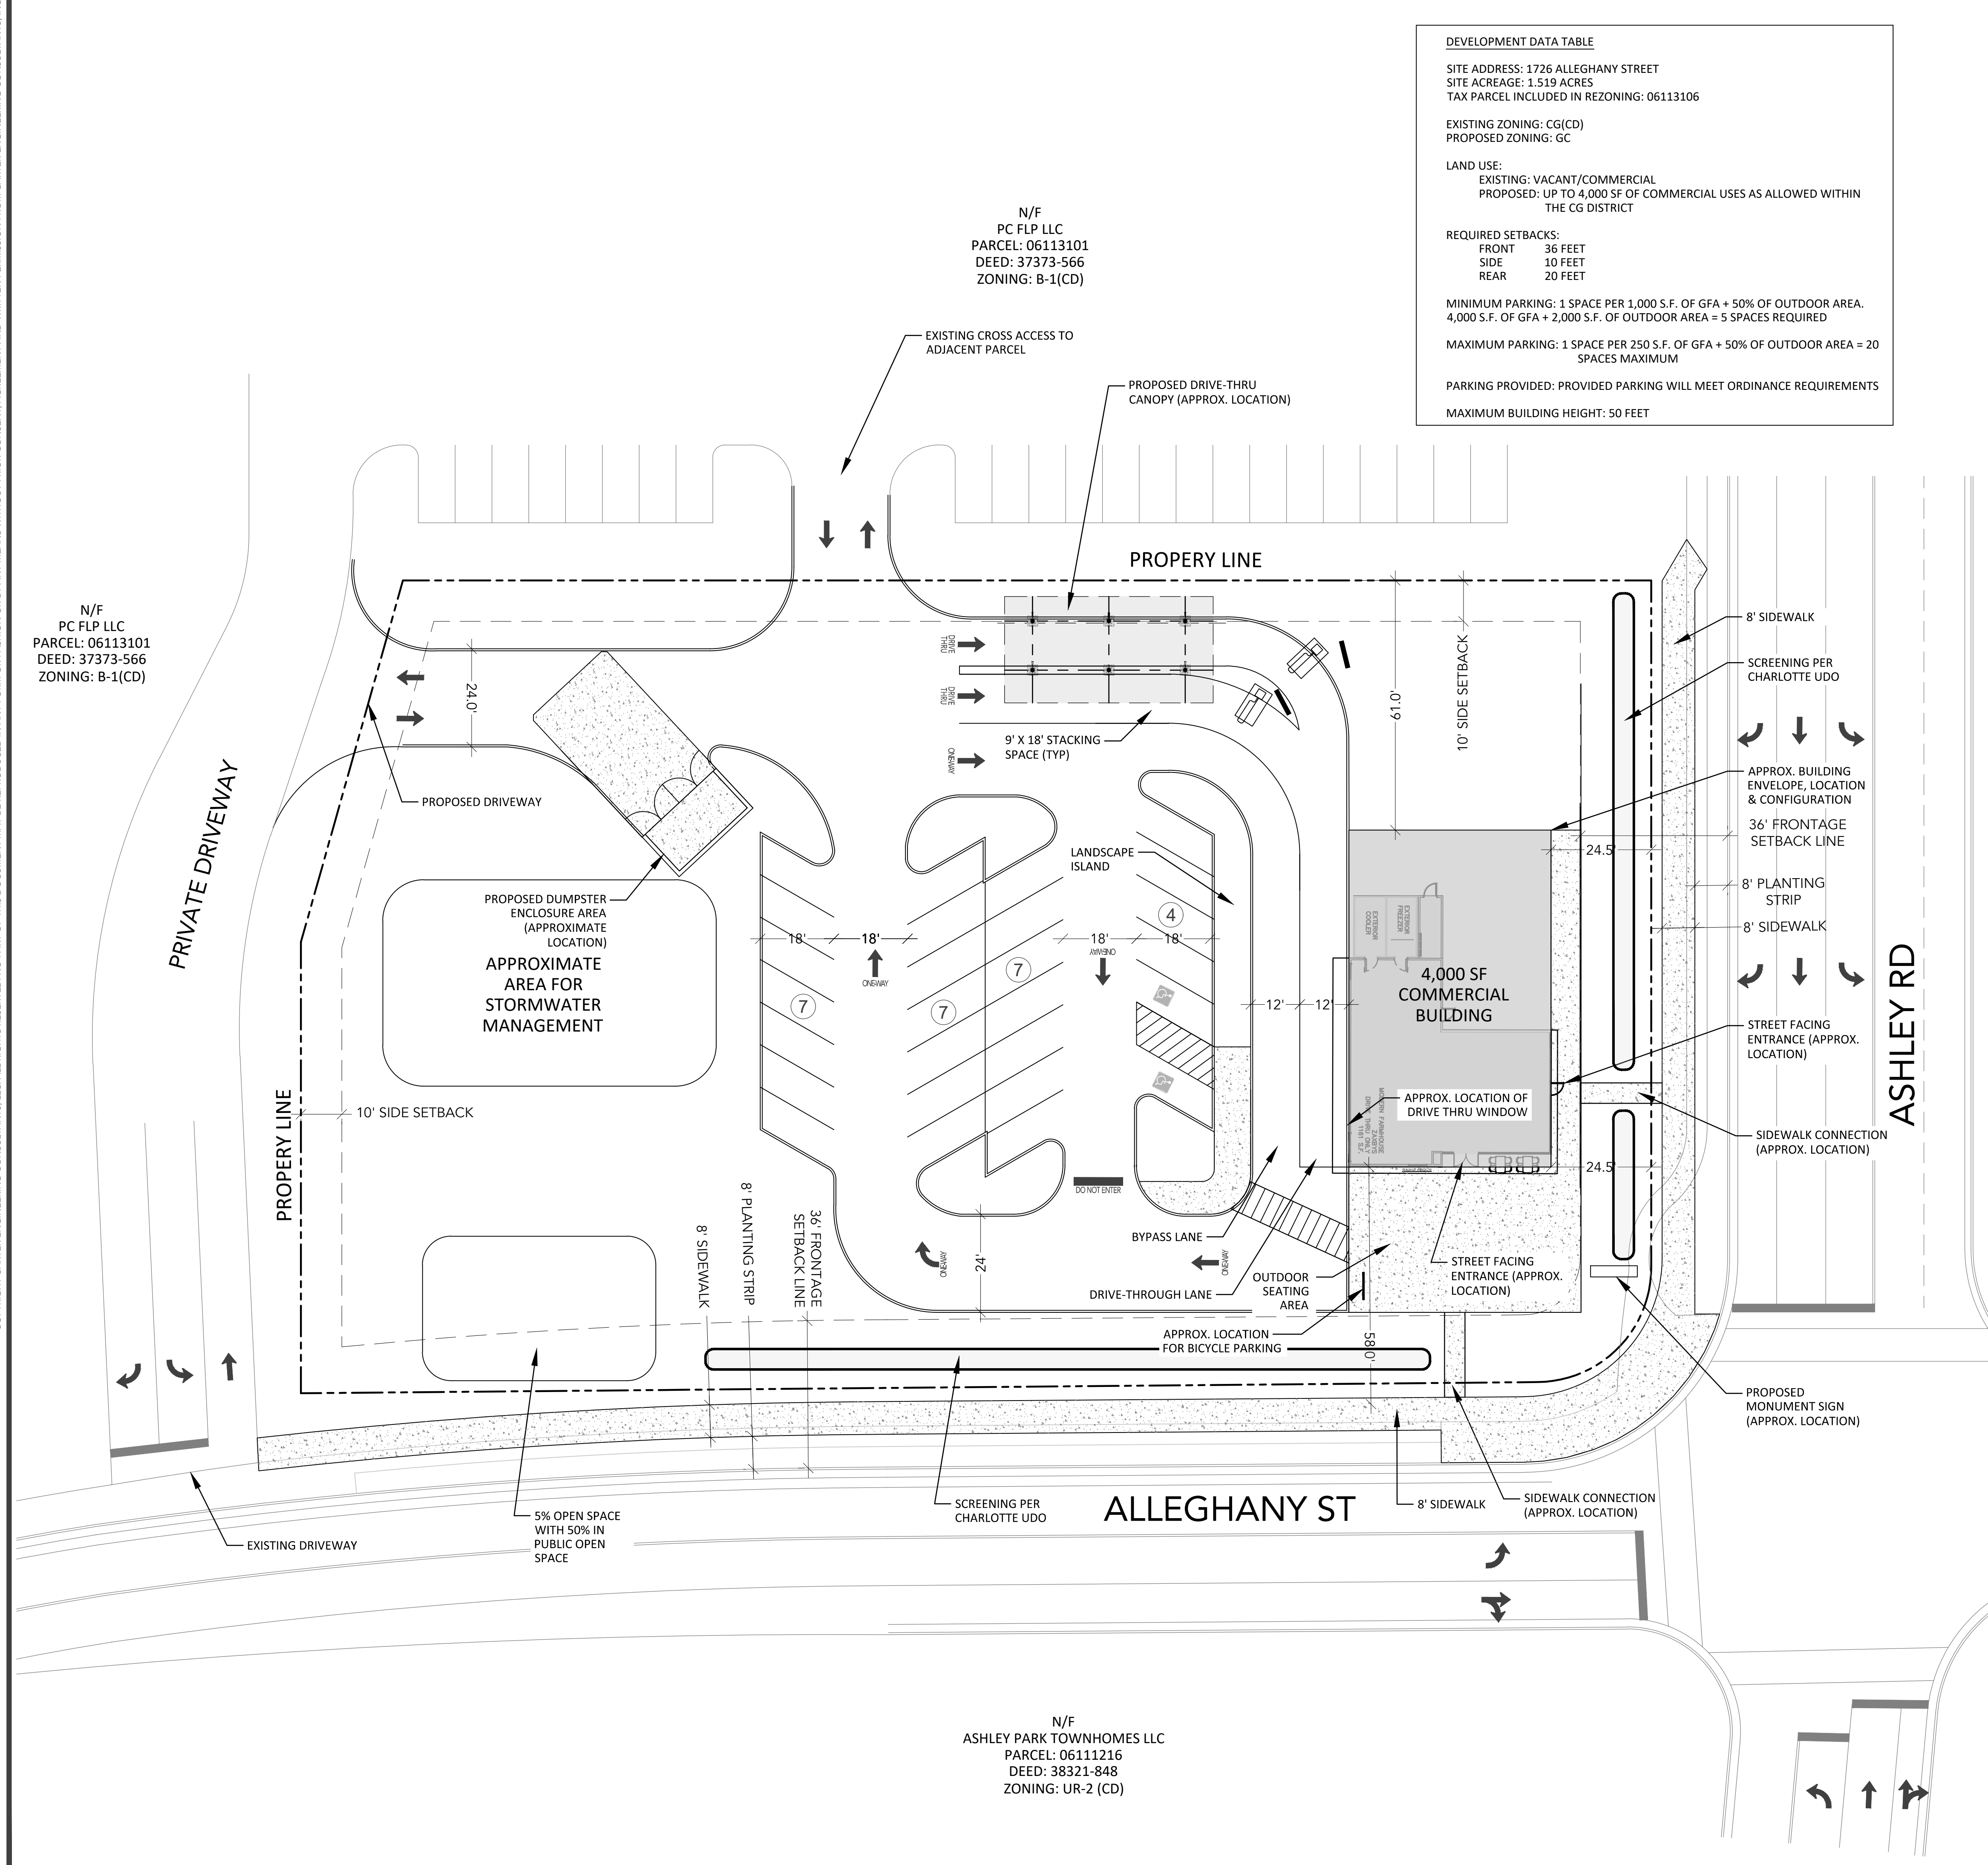 DEVELOPMENT DATA TABLE
SITE ADDRESS: 1726 ALLEGHANY STREET
SITE ACREAGE: 1.519 ACRES
TAX PARCEL INCLUDED IN REZONING: 06113106
EXISTING ZONING: CG(CD)
PROPOSED ZONING: GC
LAND USE:
EXISTING: VACANT/COMMERCIAL
PROPOSED: UP TO 4,000 SF OF COMMERCIAL USES AS ALLOWED WITHIN
THE CG DISTRICT
REQUIRED SETBACKS:
FRONT 36 FEET
SIDE 10 FEET
REAR 20 FEET
MINIMUM PARKING: 1 SPACE PER 1,000 S.F. OF GFA + 50% OF OUTDOOR AREA.
4,000 S.F. OF GFA + 2,000 S.F. OF OUTDOOR AREA = 5 SPACES REQUIRED
MAXIMUM PARKING: 1 SPACE PER 250 S.F. OF GFA + 50% OF OUTDOOR AREA = 20
SPACES MAXIMUM
PARKING PROVIDED: PROVIDED PARKING WILL MEET ORDINANCE REQUIREMENTS
MAXIMUM BUILDING HEIGHT: 50 FEET
N/F
PC FLP LLC
PARCEL: 06113101
DEED: 37373-566
ZONING: B-1(CD)
EXISTING CROSS ACCESS TO
ADJACENT PARCEL
PROPOSED DRIVE-THRU
CANOPY (APPROX. LOCATION)
PROPERY LINE
N/F
PC FLP LLC
PARCEL: 06113101
DEED: 37373-566
ZONING: B-1(CD)
DRIVE
THRU
DRIVE
THRU
ONEWAY
24.0'
61.0'
10' SIDE SETBACK
8' SIDEWALK
SCREENING PER
CHARLOTTE UDO
9' X 18' STACKING
SPACE (TYP)
APPROX. BUILDING
ENVELOPE, LOCATION
& CONFIGURATION
PROPOSED DRIVEWAY
36' FRONTAGE
SETBACK LINE
24.5'
LANDSCAPE
ISLAND
PRIVATE DRIVEWAY
8' PLANTING
STRIP
8' SIDEWALK
PROPOSED DUMPSTER
ENCLOSURE AREA
(APPROXIMATE
LOCATION)
APPROXIMATE
AREA FOR
STORMWATER
MANAGEMENT
4
EXTERIOR
COOLER
EXTERIOR
FREEZER
18'
18'
18'
18'
ONEWAY
ONEWAY
7
7
7
4,000 SF
COMMERCIAL
BUILDING
12'
12'
ASHLEY RD
STREET FACING
ENTRANCE (APPROX.
LOCATION)
APPROX. LOCATION OF
DRIVE THRU WINDOW
MODERN FARMHOUSE
ZAXBYS
DRIVE THRU ONLY
1161 S.F.
PROPERTY LINE
10' SIDE SETBACK
SIDEWALK CONNECTION
(APPROX. LOCATION)
24.5'
DO NOT ENTER
8' SIDEWALK
8' PLANTING STRIP
36' FRONTAGE
SETBACK LINE
24'
ONEWAY
ONEWAY
BYPASS LANE
DRIVE-THROUGH LANE
OUTDOOR
SEATING
AREA
STREET FACING
ENTRANCE (APPROX.
LOCATION)
APPROX. LOCATION
FOR BICYCLE PARKING
58.0'
PROPOSED
MONUMENT SIGN
(APPROX. LOCATION)
EXISTING DRIVEWAY
5% OPEN SPACE
WITH 50% IN
PUBLIC OPEN
SPACE
SCREENING PER
CHARLOTTE UDO
ALLEGHANY ST
8' SIDEWALK
SIDEWALK CONNECTION
(APPROX. LOCATION)
N/F
ASHLEY PARK TOWNHOMES LLC
PARCEL: 06111216
DEED: 38321-848
ZONING: UR-2 (CD)